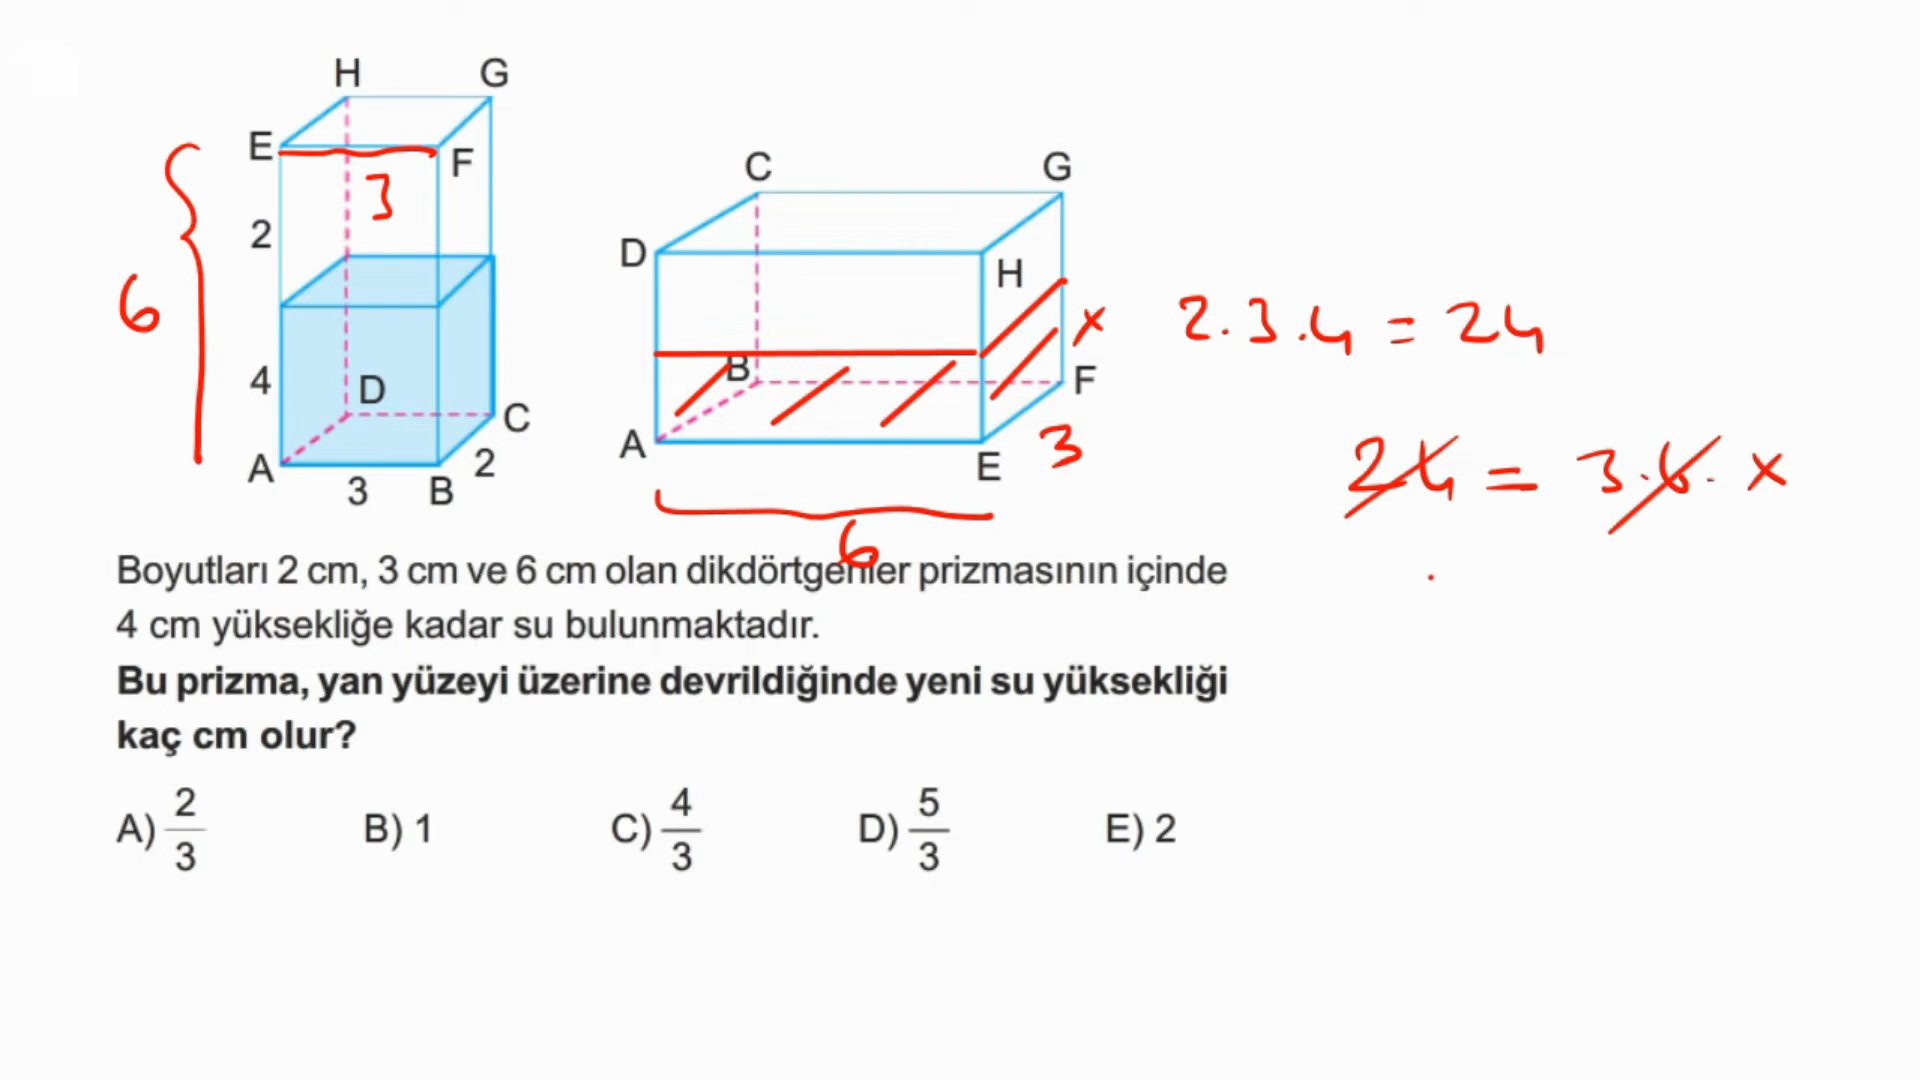 H G
E F
3
2
6
4
D
C
A
3 B
2
C G
D
H
x
B
F
A
E
3
6
2.3.4 = 24
24 = 3.6.x
Boyutları 2 cm, 3 cm ve 6 cm olan dikdörtgenler prizmasının içinde
4 cm yüksekliğe kadar su bulunmaktadır.
Bu prizma, yan yüzeyi üzerine devrildiğinde yeni su yüksekliği
kaç cm olur?
A) 2/3 B) 1 C) 4/3 D) 5/3 E) 2